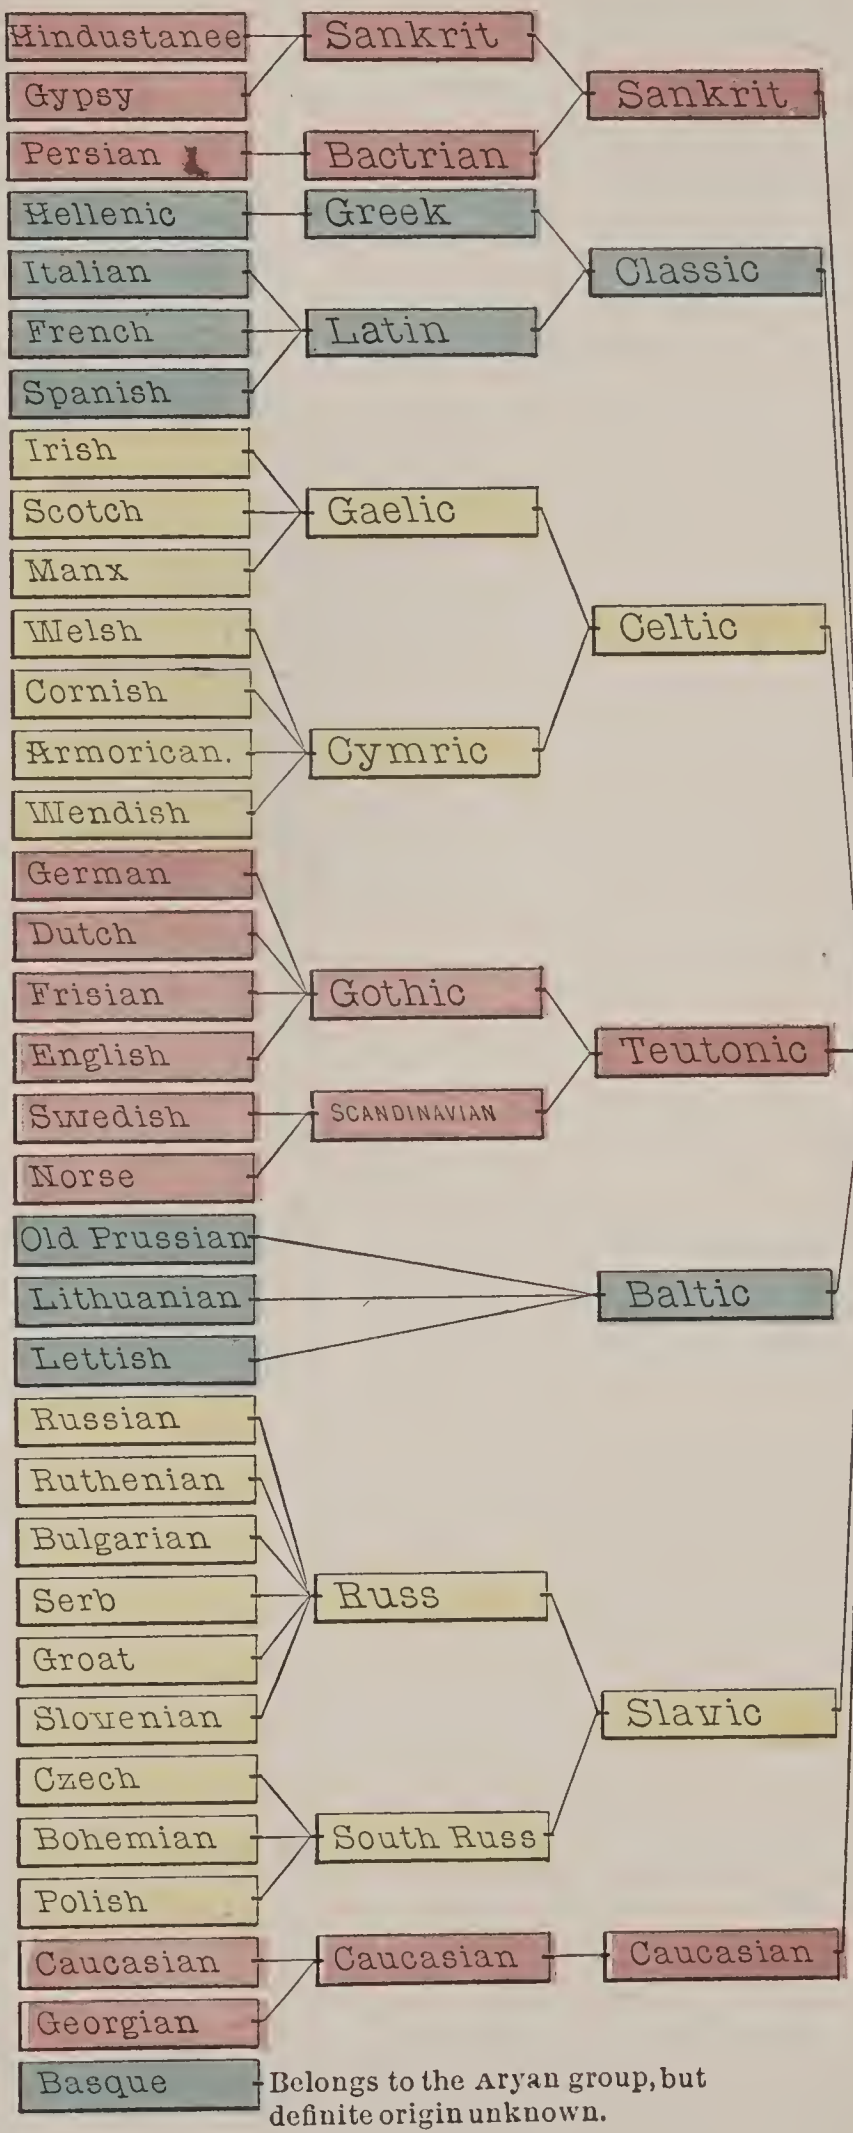 Hindustanee
Sankrit
Gypsy
Sankrit
Persian
Bactrian
Hellenic
Greek
Italian
Classic
French
Latin
Spanish
Irish
Scotch
Gaelic
Manx
Welsh
Celtic
Cornish
Armorican.
Cymric
Wendish
German
Dutch
Frisian
Gothic
English
Teutonic
Swedish
SCANDINAVIAN
Norse
Old Prussian
Lithuanian
Baltic
Lettish
Russian
Ruthenian
Bulgarian
Serb
Russ
Groat
Slovenian
Slavic
Czech
Bohemian
South Russ
Polish
Caucasian
Caucasian
Caucasian
Georgian
Basque
Belongs to the Aryan group, but
definite origin unknown.